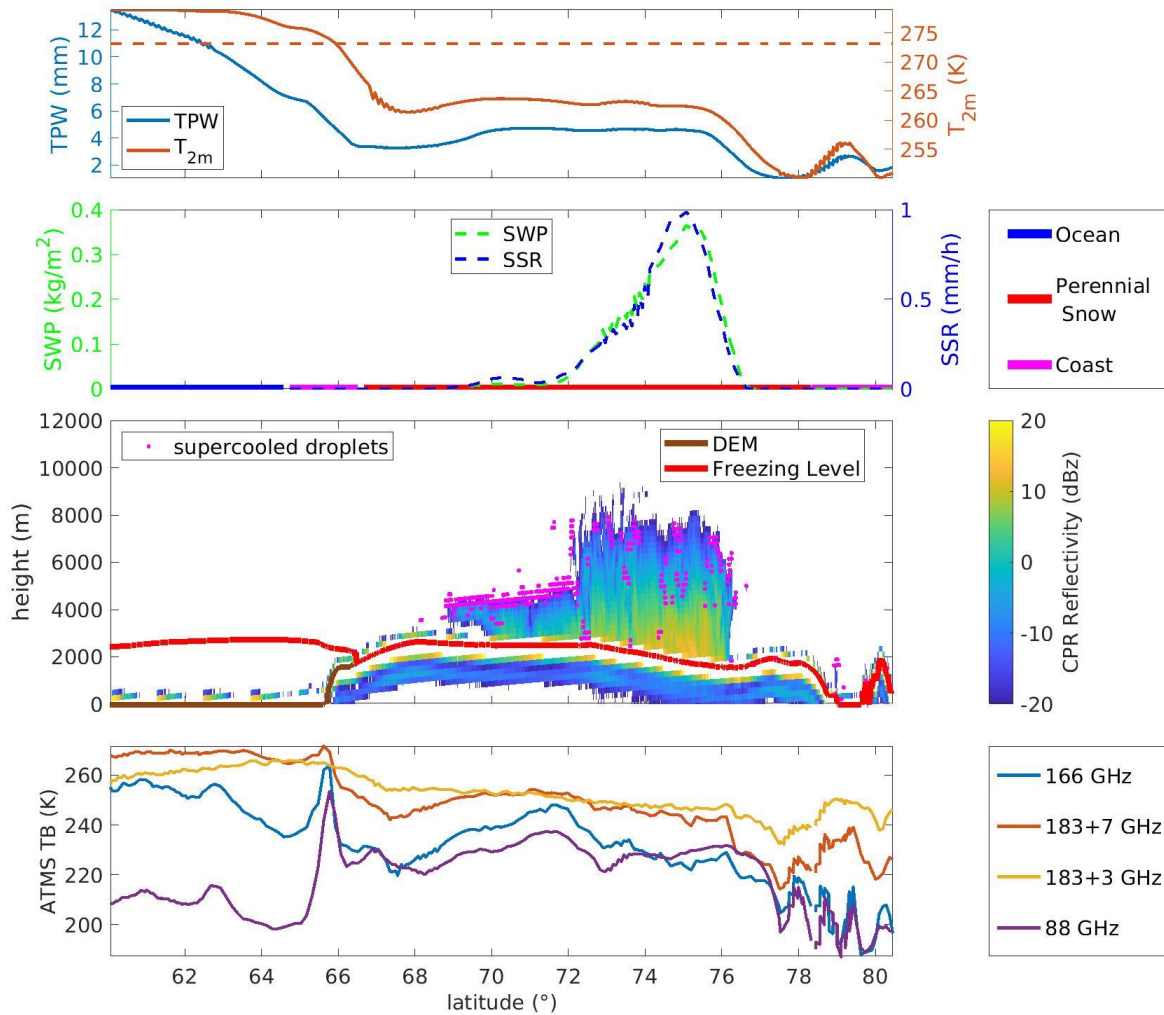 12
10
8
6
4
2
TPW (mm)
TPW
T2m
275
270
265
260
255
T2m (K)
0.4
0.3
0.2
0.1
0
SWP (kg/m2)
SWP
SSR
1
0.5
0
SSR (mm/h)
Ocean
Perennial
Snow
Coast
12000
10000
8000
6000
4000
2000
0
height (m)
supercooled droplets
DEM
Freezing Level
20
10
0
-10
-20
CPR Reflectivity (dBz)
260
240
220
200
ATMS TB (K)
62 64 66 68 70 72 74 76 78 80
latitude (°)
166 GHz
183+7 GHz
183+3 GHz
88 GHz